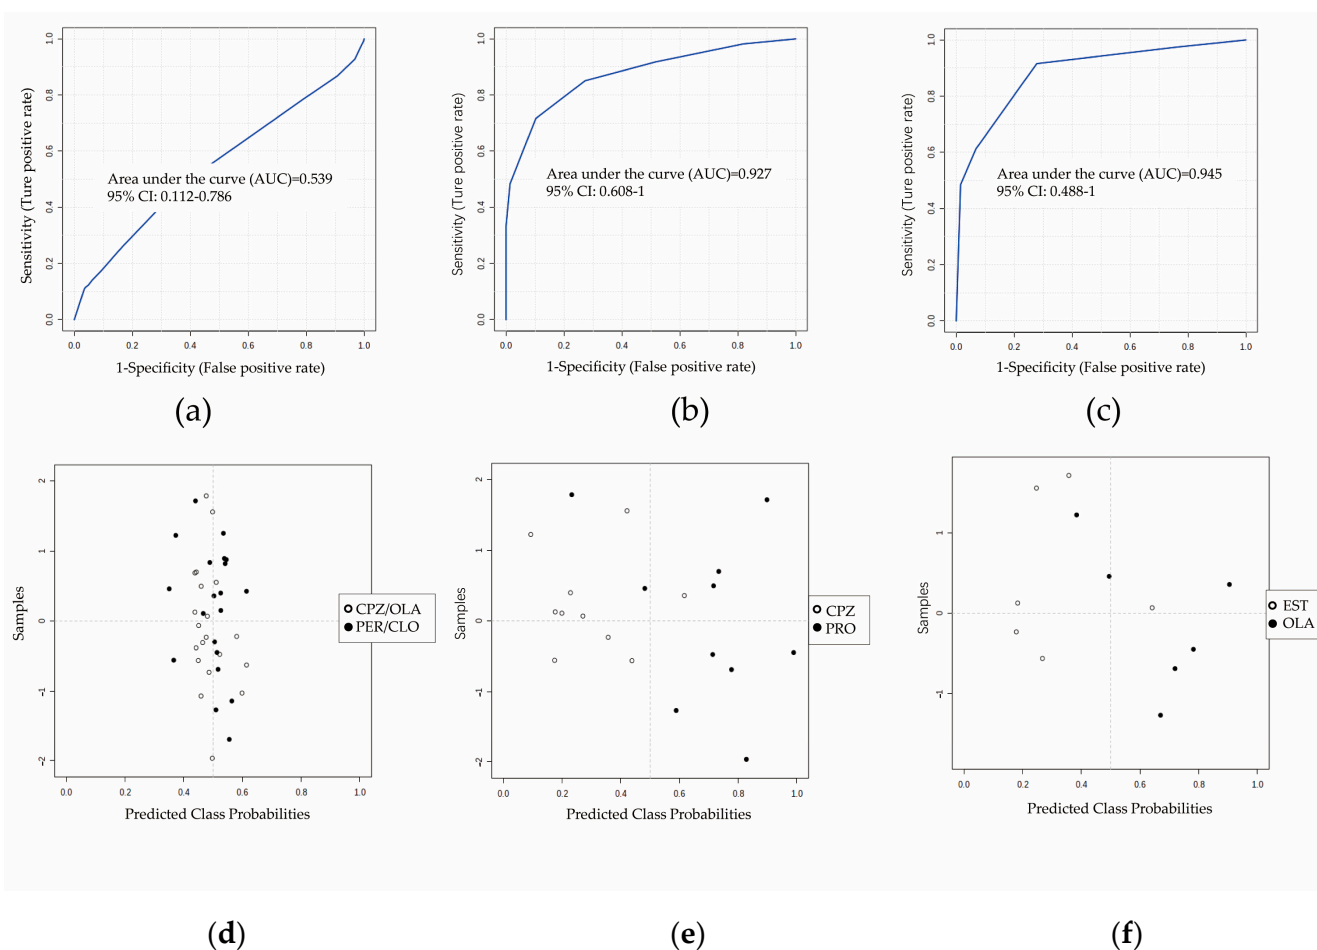 1.0
0.8
0.6
0.4
0.2
0.0
Sensitivity (Ture positive rate)
Area under the curve (AUC)=0.539
95% CI: 0.112-0.786
0.0 0.2 0.4 0.6 0.8 1.0
1-Specificity (False positive rate)
(a)
1.0
0.8
0.6
0.4
0.2
0.0
Sensitivity (Ture positive rate)
Area under the curve (AUC)=0.927
95% CI: 0.608-1
0.0 0.2 0.4 0.6 0.8 1.0
1-Specificity (False positive rate)
(b)
1.0
0.8
0.6
0.4
0.2
0.0
Sensitivity (Ture positive rate)
Area under the curve (AUC)=0.945
95% CI: 0.488-1
0.0 0.2 0.4 0.6 0.8 1.0
1-Specificity (False positive rate)
(c)
2
1
0
-1
-2
Samples
CPZ/OLA
PER/CLO
0.0 0.2 0.4 0.6 0.8 1.0
Predicted Class Probabilities
(d)
2
1
0
-1
-2
Samples
CPZ
PRO
0.0 0.2 0.4 0.6 0.8 1.0
Predicted Class Probabilities
(e)
1
0
-1
Samples
EST
OLA
0.0 0.2 0.4 0.6 0.8 1.0
Predicted Class Probabilities
(f)